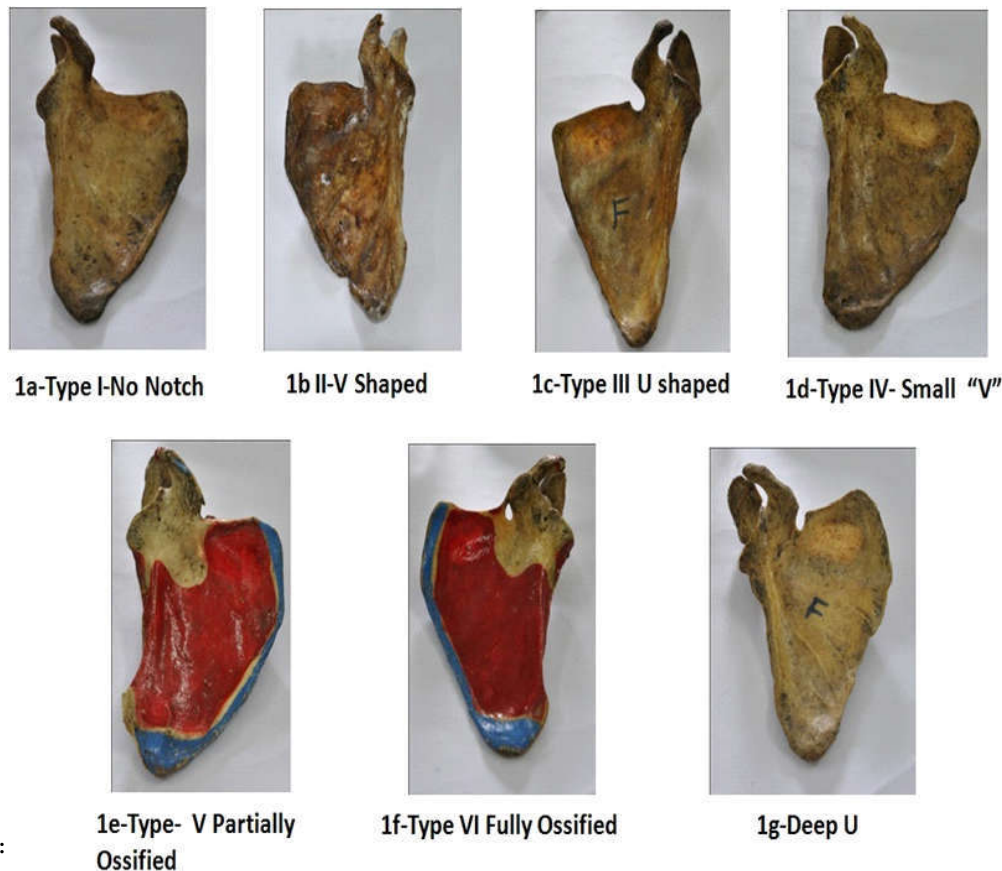 1a-Type I-No Notch
1b II-V Shaped
1c-Type III U shaped
1d-Type IV- Small “V”
F
1e-Type- V Partially
Ossified
1f-Type VI Fully Ossified
1g-Deep U
F
: